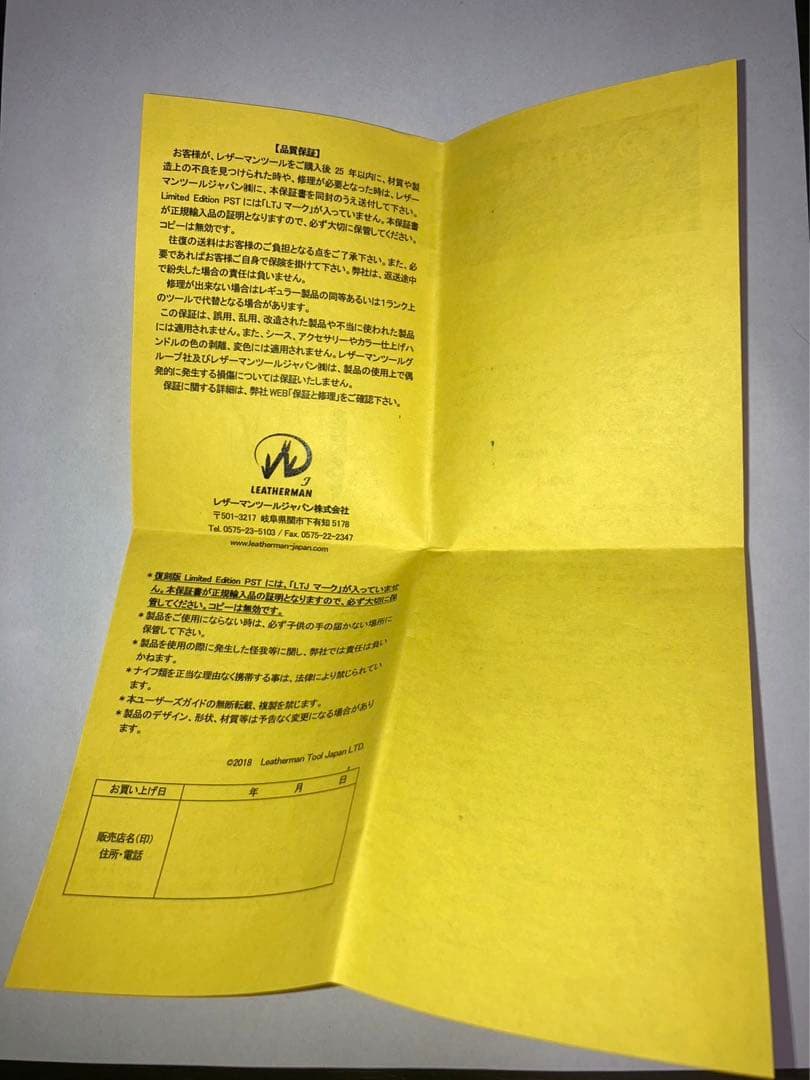 【品質保証】
お客様が、レザーマンツールをご購入後 25 年以内に、材質や製
造上の不良を見つけられた時や、修理が必要となった時は、レザー
マンツールジャパン㈱に、本保証書を同封のうえ送付して下さい。
Limited Edition PSTには「LTJマーク」が入っていません。本保証書
が正規輸入品の証明となりますので、必ず大切に保管してください。
コピーは無効です。
往復の送料はお客様のご負担となる点をご了承下さい。また、必
要であればお客様ご自身で保険を掛けて下さい。弊社は、返送途中
で紛失した場合の責任は負いません。
修理が出来ない場合はレギュラー製品の同等あるいは1ランク上
のツールで代替となる場合があります。
この保証は、誤用、乱用、改造された製品や不当に使われた製品
には適用されません。また、シース、アクセサリーやカラー仕上げハ
ンドルの色の剥離、変色には適用されません。レザーマンツールグ
ループ社及びレザーマンツールジャパン㈱は、製品の使用上で偶
発的に発生する損傷については保証いたしません。
保証に関する詳細は、弊社WEB「保証と修理」をご確認下さい。
J
LEATHERMAN
レザーマンツールジャパン株式会社
〒501-3217 岐阜県関市下有知 5178
Tel. 0575-23-5103 / Fax. 0575-22-2347
www.leatherman-japan.com
*復刻版 Limited Edition PST には、「LTJ マーク」が入っていませ
ん。本保証書が正規輸入品の証明となりますので、必ず大切に保
管してください。コピーは無効です。
*製品をご使用にならない時は、必ず子供の手の届かない場所に
保管して下さい。
*製品を使用の際に発生した怪我等に関し、弊社では責任は負い
かねます。
*ナイフ類を正当な理由なく携帯する事は、法律により禁じられてい
ます。
*本ユーザーズガイドの無断転載、複製を禁じます。
*製品のデザイン、形状、材質等は予告なく変更になる場合があり
ます。
©2018 Leatherman Tool Japan LTD.
お買い上げ日 年 月 日
販売店名(印)
住所・電話